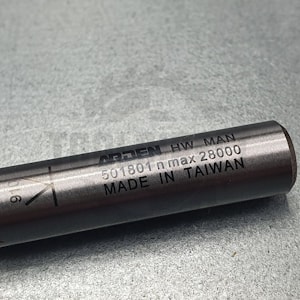 ARDEN HW MAN
501801 n max 28000
MADE IN TAIWAN